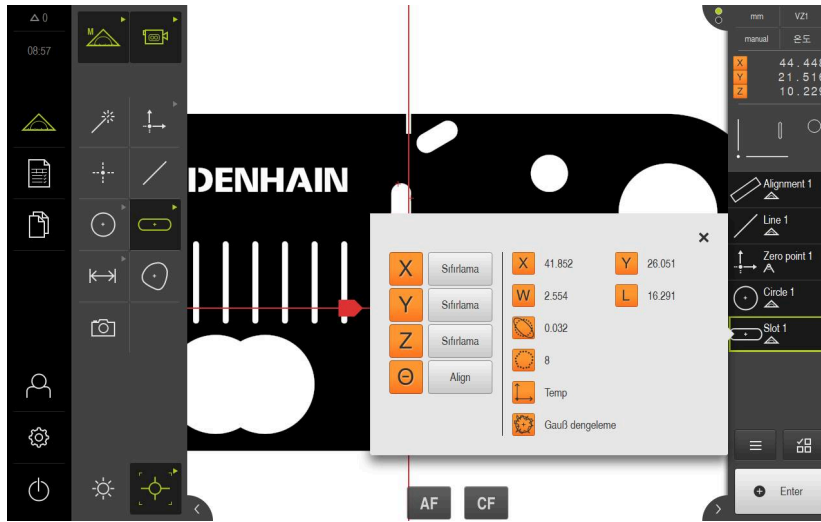 △ 0
08:57
M
DENHAIN
mm VZ1
manual 온도
X 44.448
Y 21.516
Z 10.229
Alignment 1
Line 1
Zero point 1
Circle 1
Slot 1
X Sıfırlama
Y Sıfırlama
Z Sıfırlama
Θ Align
X 41.852 Y 26.051
W 2.554 L 16.291
0.032
8
Temp
Gauß dengeleme
AF CF
Enter